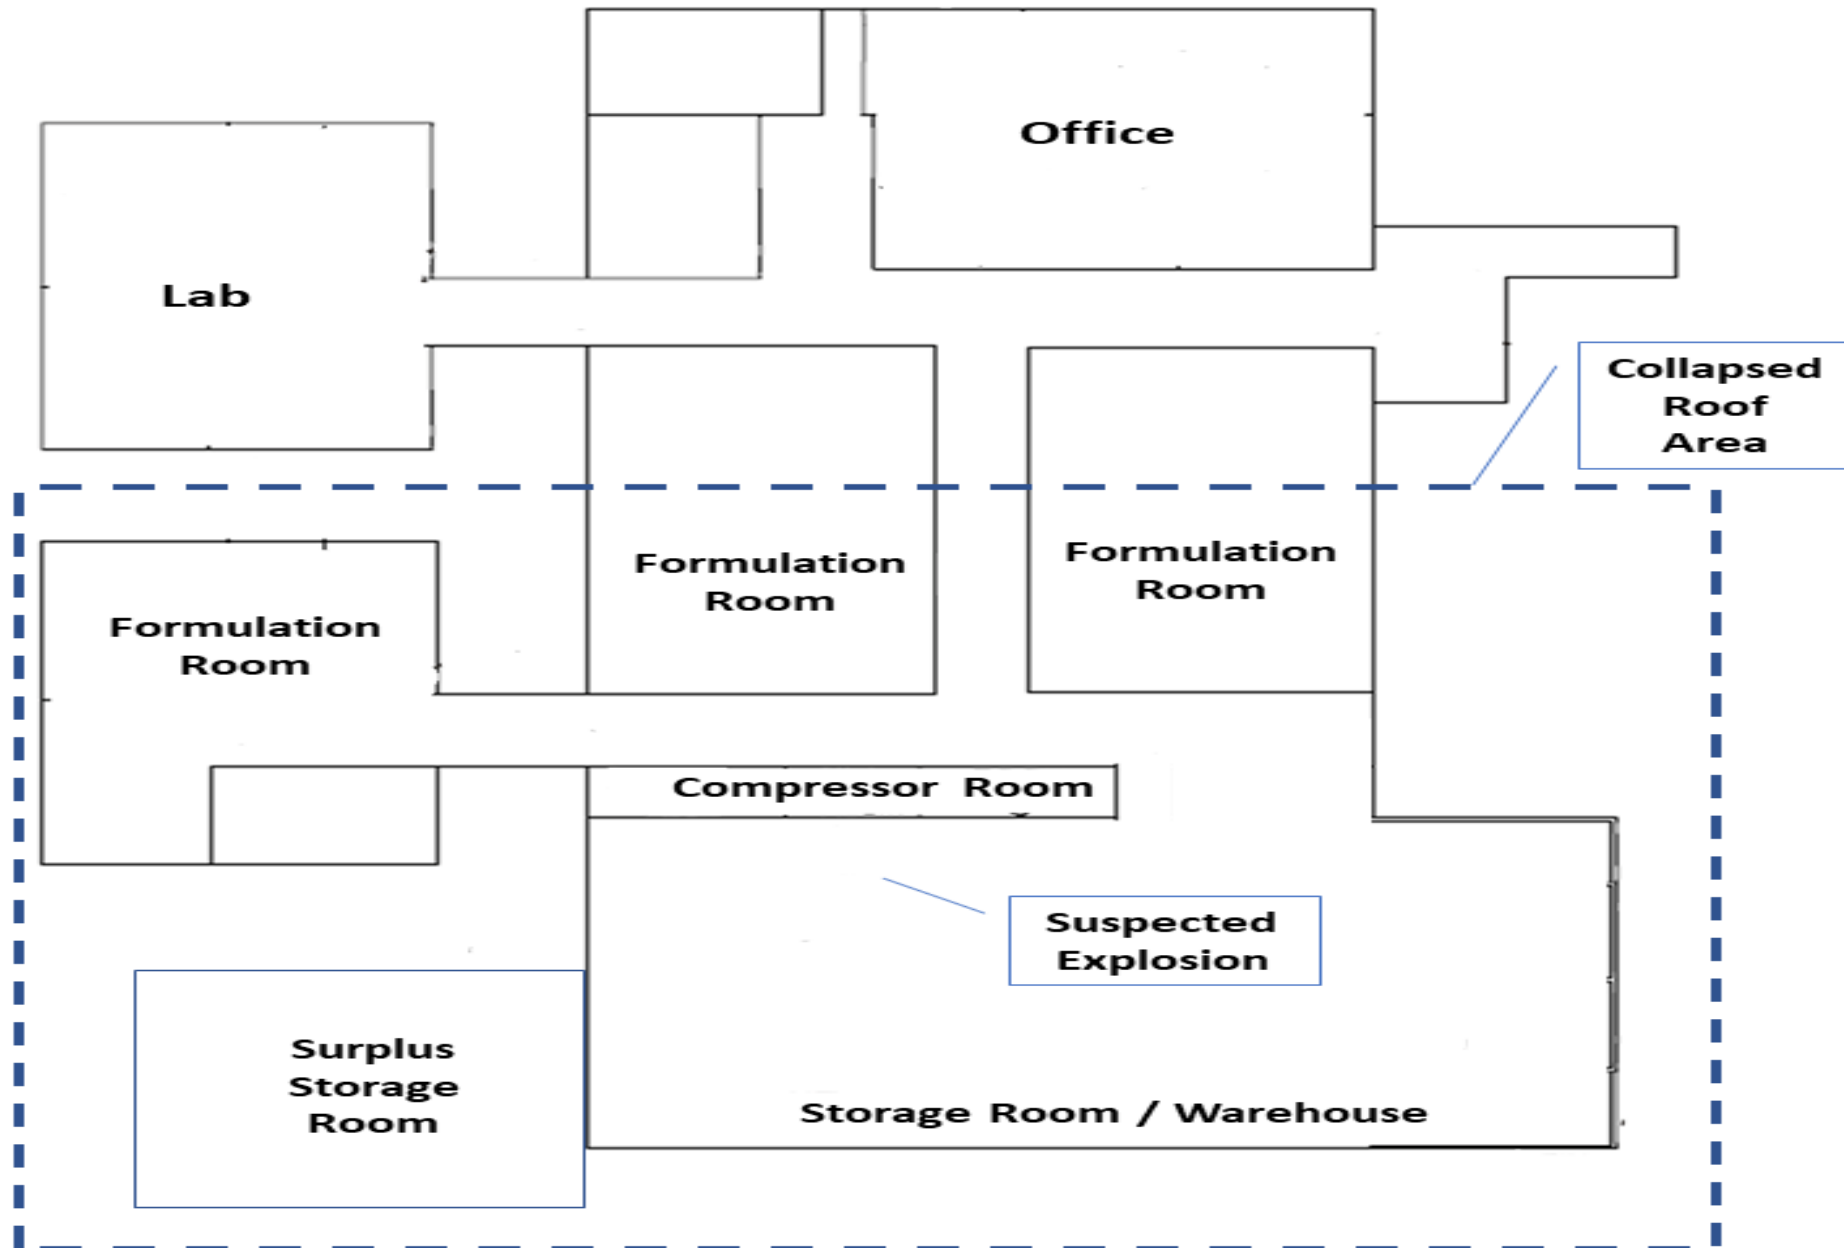 Office
Lab
Collapsed
Roof
Area
Formulation
Room
Formulation
Room
Formulation
Room
Compressor Room
Suspected
Explosion
Surplus
Storage
Room
Storage Room / Warehouse